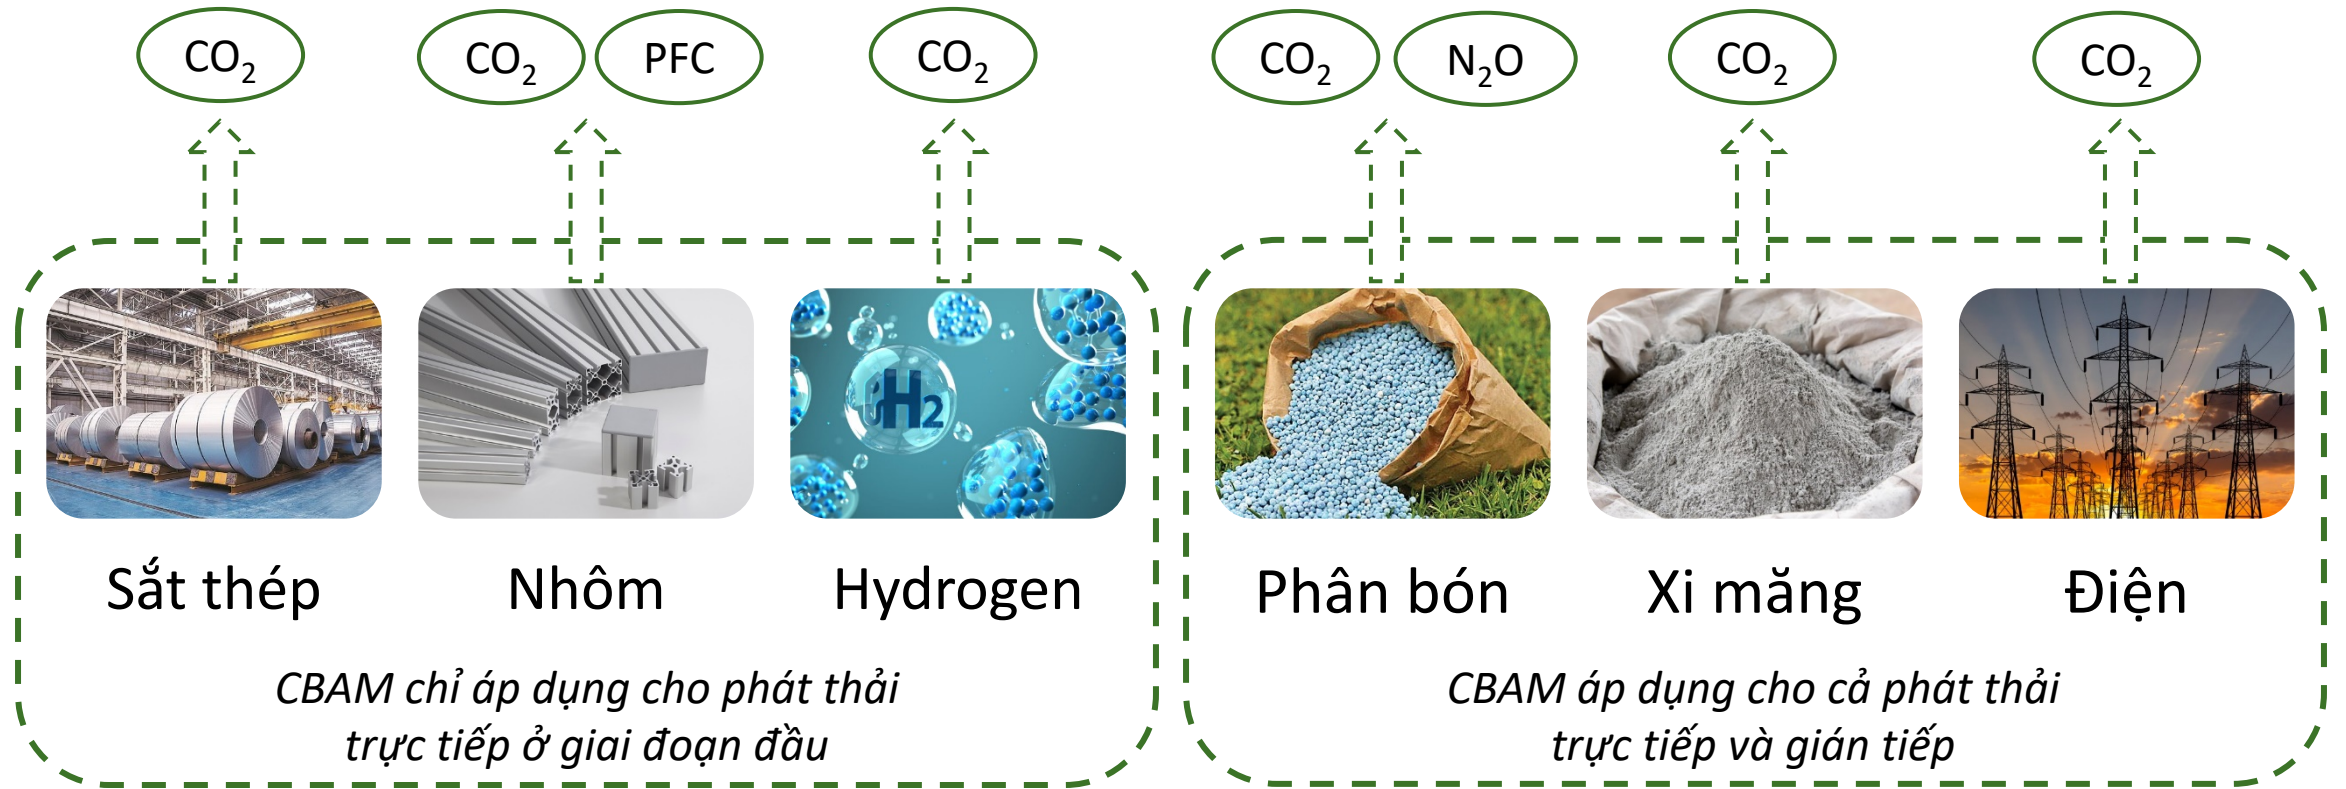 CO₂
CO₂ PFC
CO₂
CO₂ N₂O
CO₂
CO₂
H2
Sắt thép
Nhôm
Hydrogen
CBAM chỉ áp dụng cho phát thải
trực tiếp ở giai đoạn đầu
Phân bón
Xi măng
Điện
CBAM áp dụng cho cả phát thải
trực tiếp và gián tiếp